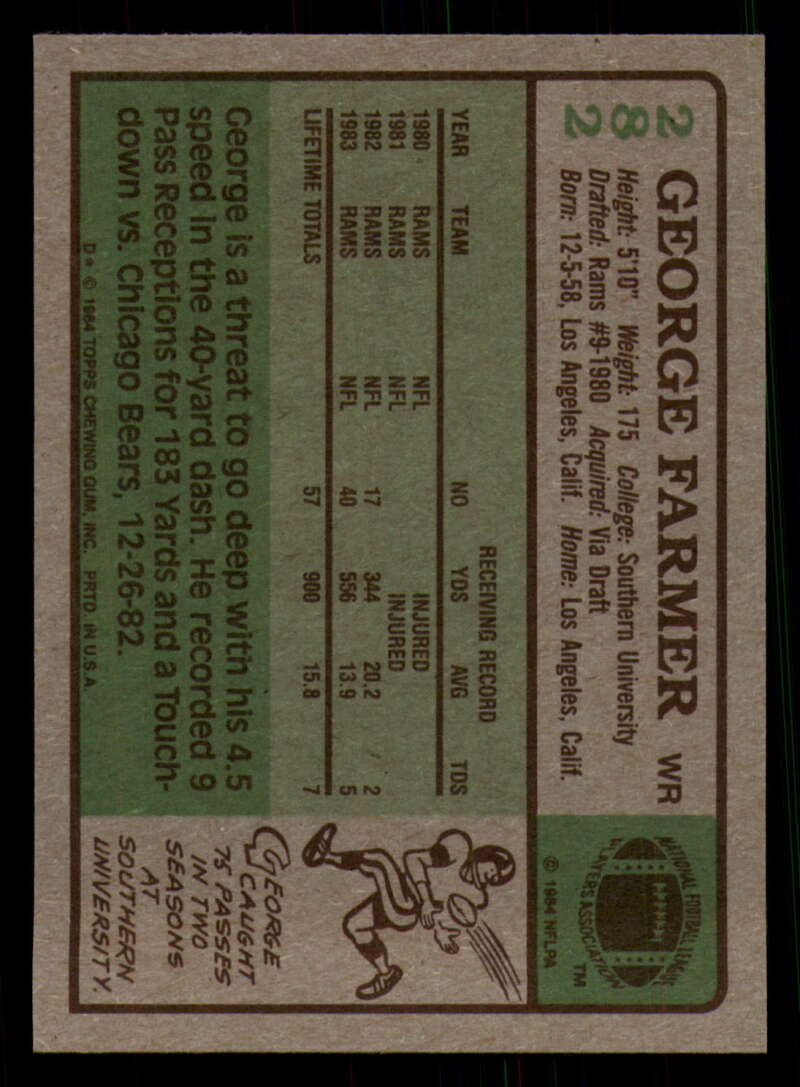 282
GEORGE FARMER WR
Height: 5'10" Weight: 175 College: Southern University
Drafted: Rams #9-1980 Acquired: Via Draft
Born: 12-5-58, Los Angeles, Calif. Home: Los Angeles, Calif.
NATIONAL FOOTBALL LEAGUE
PLAYERS ASSOCIATION
TM
© 1984 NFLPA
RECEIVING RECORD
YEAR TEAM NO YDS AVG TDS
1980 RAMS NFL INJURED
1981 RAMS NFL INJURED
1982 RAMS NFL 17 344 20.2 2
1983 RAMS NFL 40 556 13.9 5
LIFETIME TOTALS 57 900 15.8 7
George is a threat to go deep with his 4.5
speed in the 40-yard dash. He recorded 9
Pass Receptions for 183 Yards and a Touch-
down vs. Chicago Bears, 12-26-82.
D* © 1984 TOPPS CHEWING GUM, INC. PRTD. IN U.S.A.
GEORGE
CAUGHT
75 PASSES
IN TWO
SEASONS
AT
SOUTHERN
UNIVERSITY.